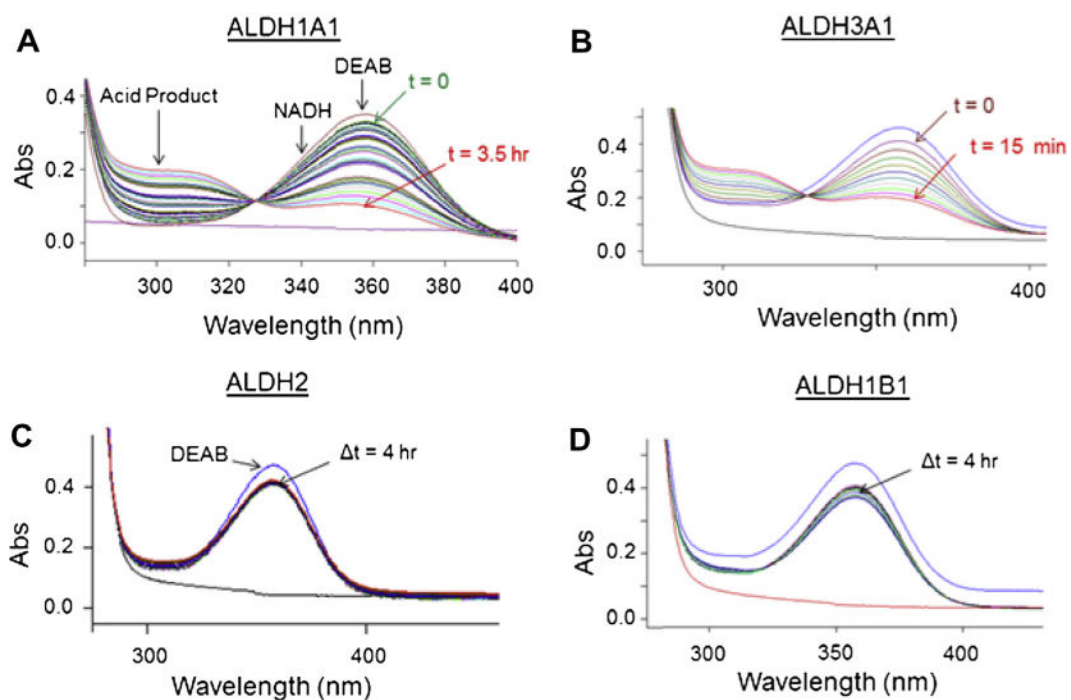 A
ALDH1A1
Abs
0.4
0.2
0.0
Acid Product
NADH
DEAB
t = 0
t = 3.5 hr
300 320 340 360 380 400
Wavelength (nm)
B
ALDH3A1
Abs
0.4
0.2
0.0
t = 0
t = 15 min
300 400
Wavelength (nm)
C
ALDH2
Abs
0.4
0.2
0.0
DEAB
Δt = 4 hr
300 400
Wavelength (nm)
D
ALDH1B1
Abs
0.4
0.2
0.0
Δt = 4 hr
300 350 400
Wavelength (nm)